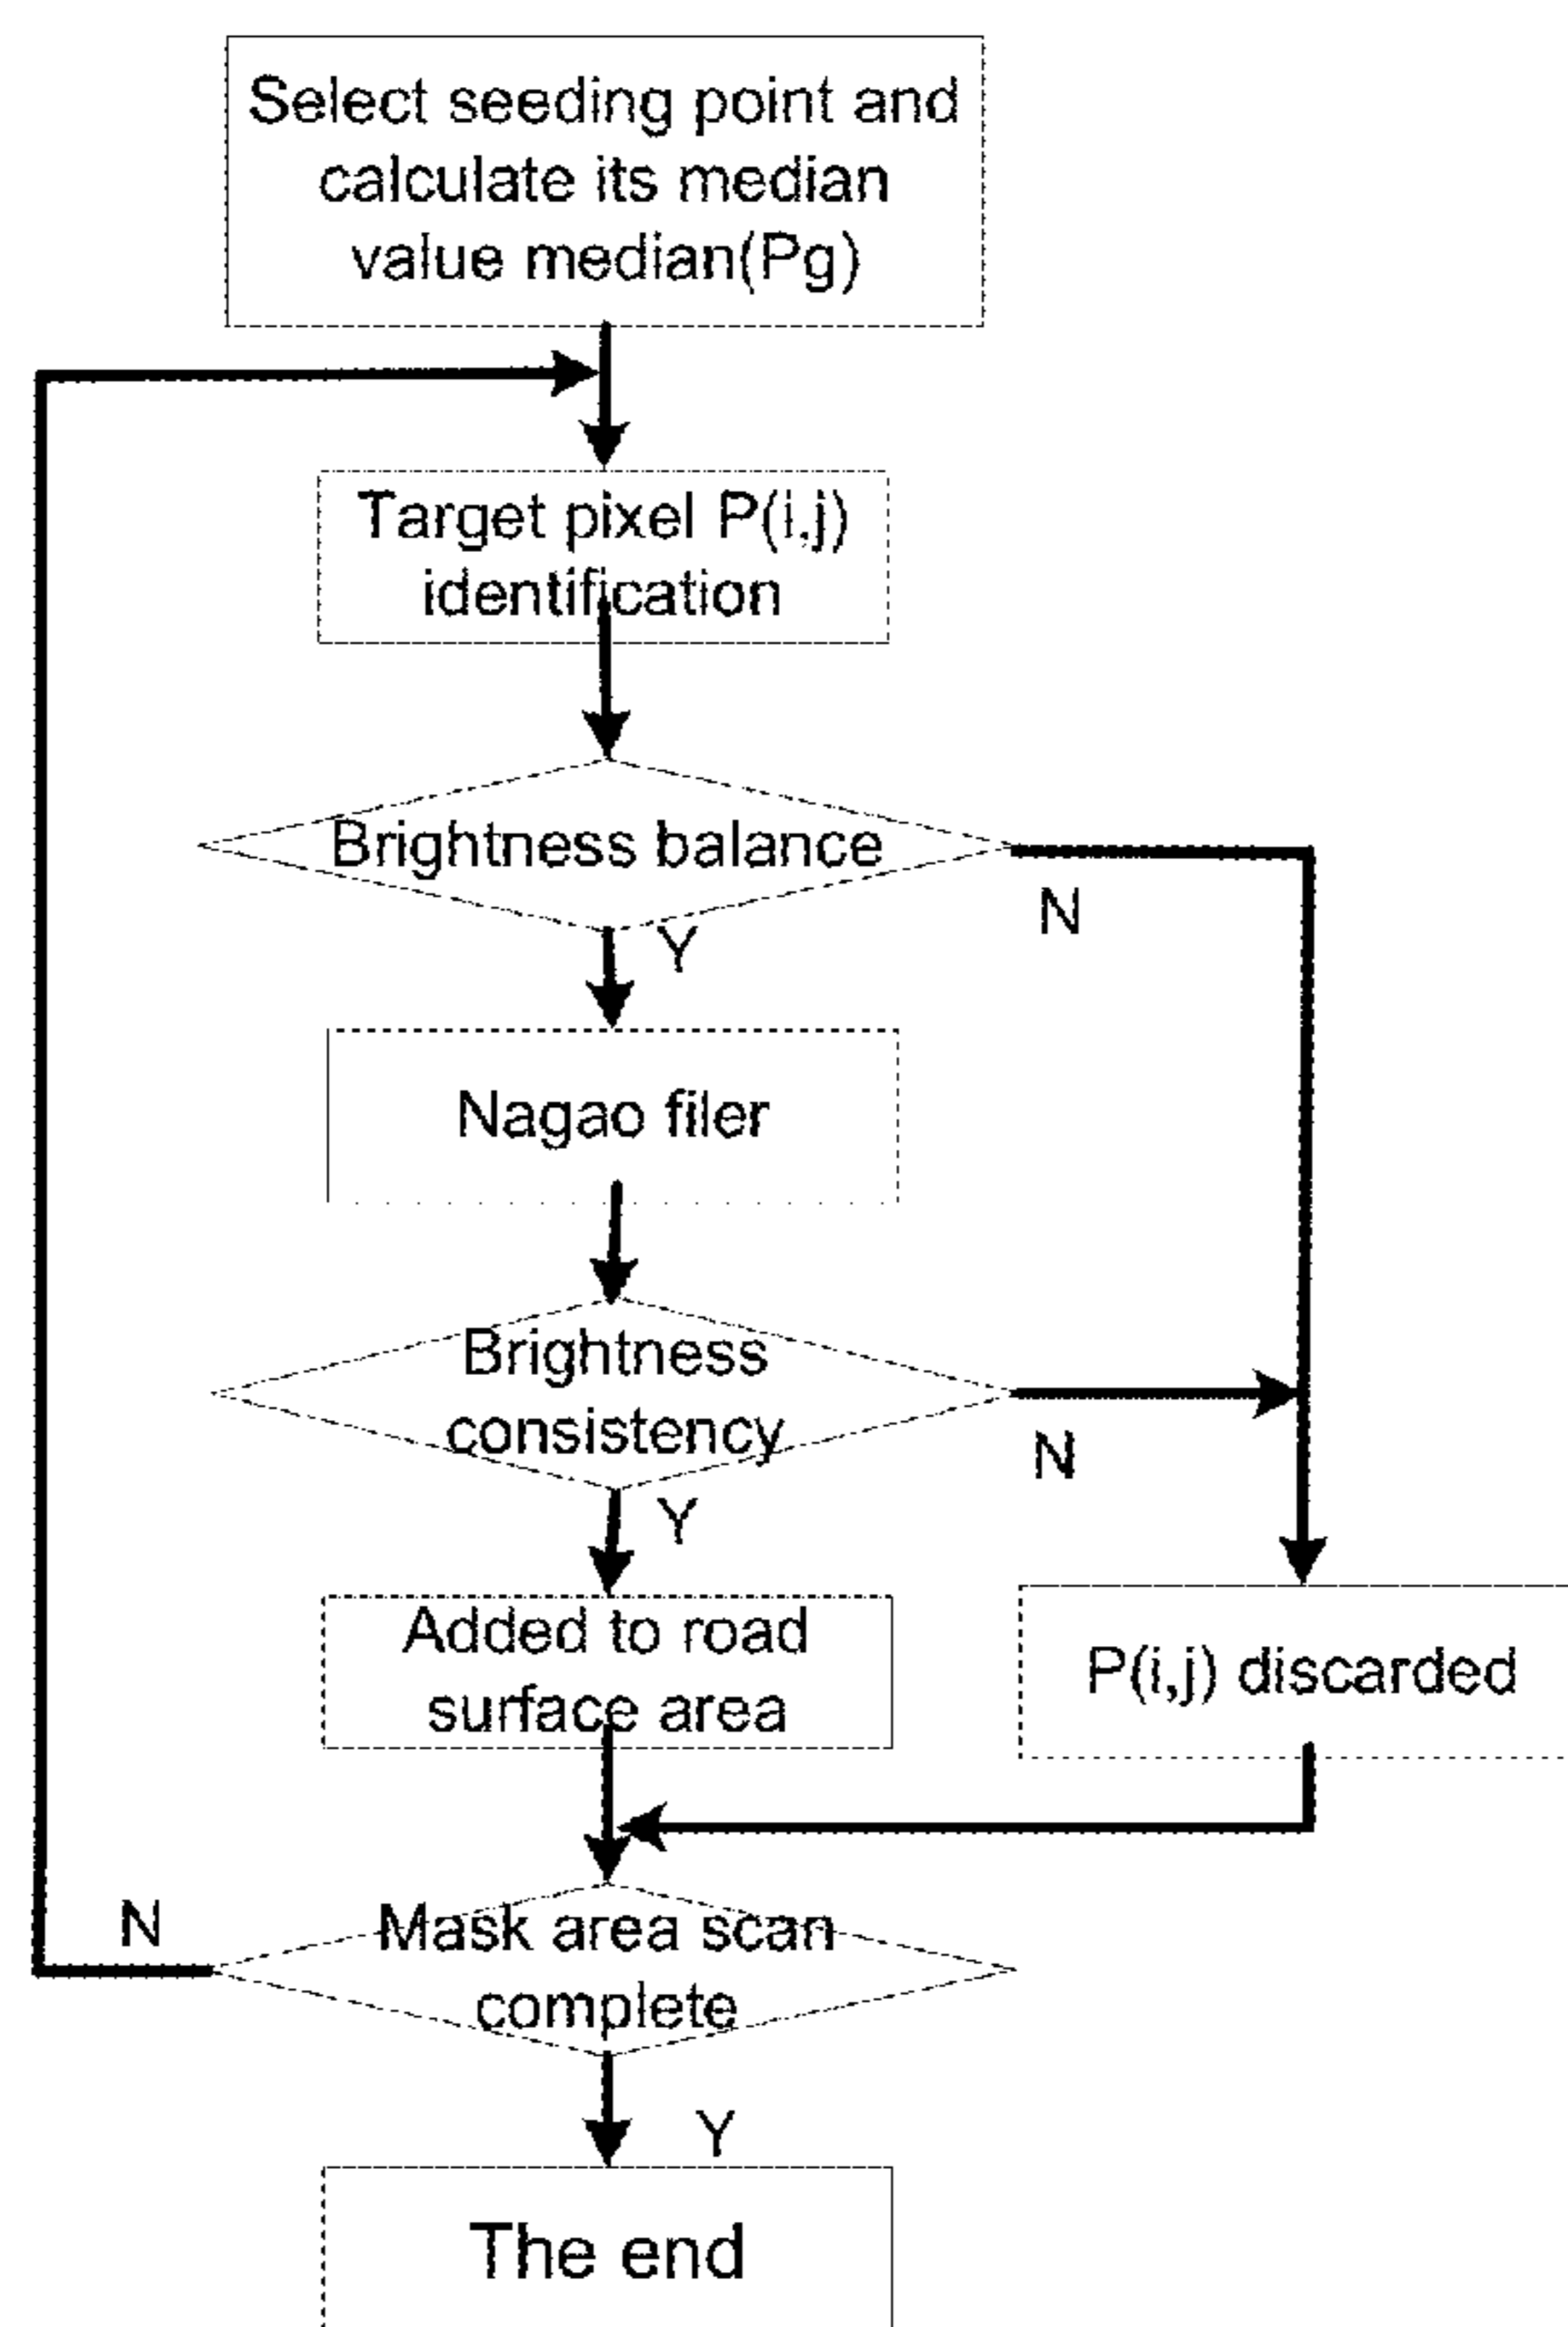 Select seeding point and
calculate its median
value median(Pg)
Target pixel P(i,j)
identification
Brightness balance
N
Y
Nagao filer
Brightness
consistency
N
Y
Added to road
surface area
P(i,j) discarded
N
Mask area scan
complete
Y
The end